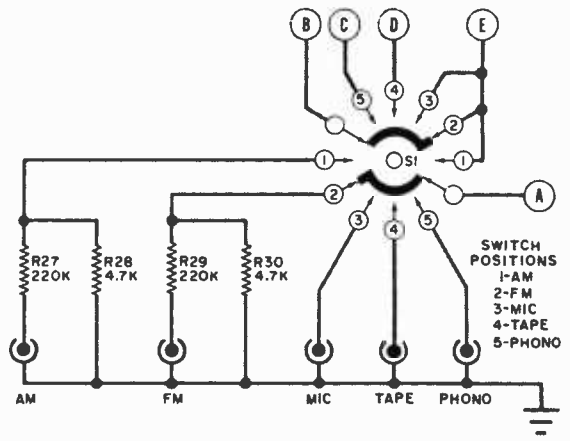 B C D E
5 4 3
2
1 S1 1
2 A
3 4 5
R27
220K
R28
4.7K
R29
220K
R30
4.7K
SWITCH
POSITIONS
1-AM
2-FM
3-MIC
4-TAPE
5-PHONO
AM FM MIC TAPE PHONO